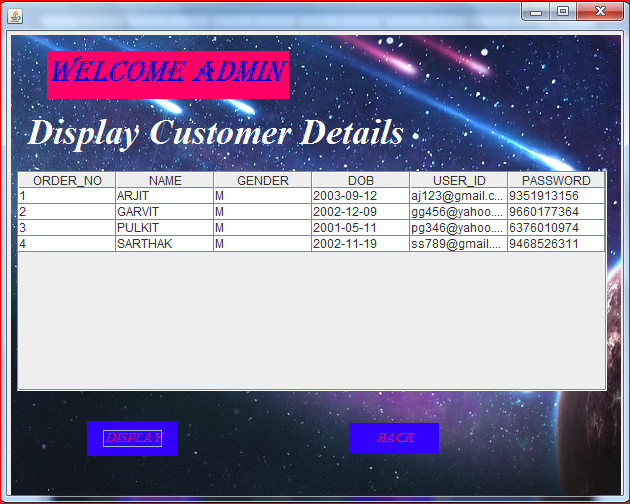 WELCOME ADMIN
Display Customer Details
ORDER_NO NAME GENDER DOB USER_ID PASSWORD
1 ARJIT M 2003-09-12 aj123@gmail.c... 9351913156
2 GARVIT M 2002-12-09 gg456@yahoo.... 9660177364
3 PULKIT M 2001-05-11 pg346@yahoo.... 6376010974
4 SARTHAK M 2002-11-19 ss789@gmail.... 9468526311
DISPLAY BACK